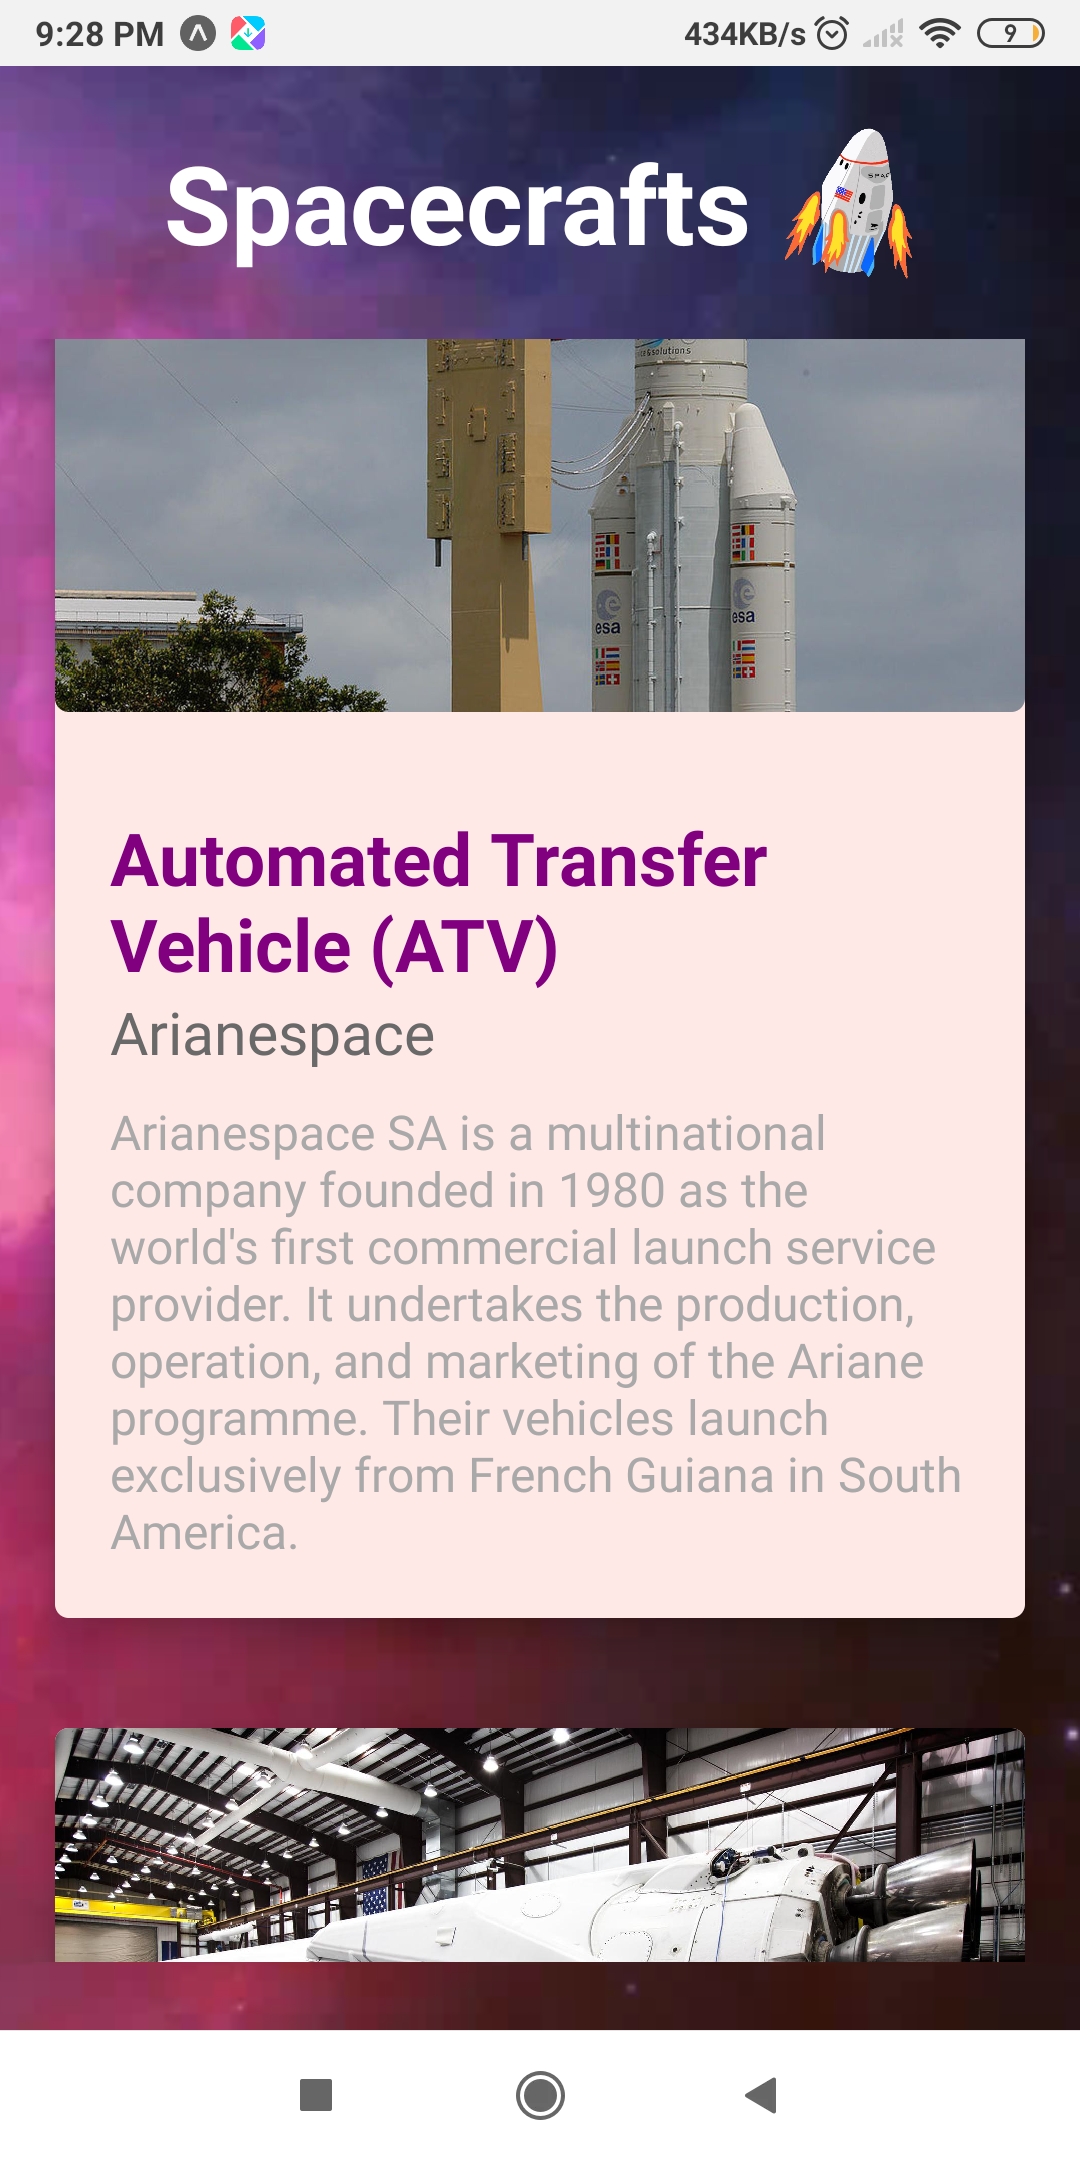 9:28 PM
434KB/s
9
Spacecrafts
SPAC
e & solutions
esa
esa
Automated Transfer
Vehicle (ATV)
Arianespace
Arianespace SA is a multinational
company founded in 1980 as the
world's first commercial launch service
provider. It undertakes the production,
operation, and marketing of the Ariane
programme. Their vehicles launch
exclusively from French Guiana in South
America.